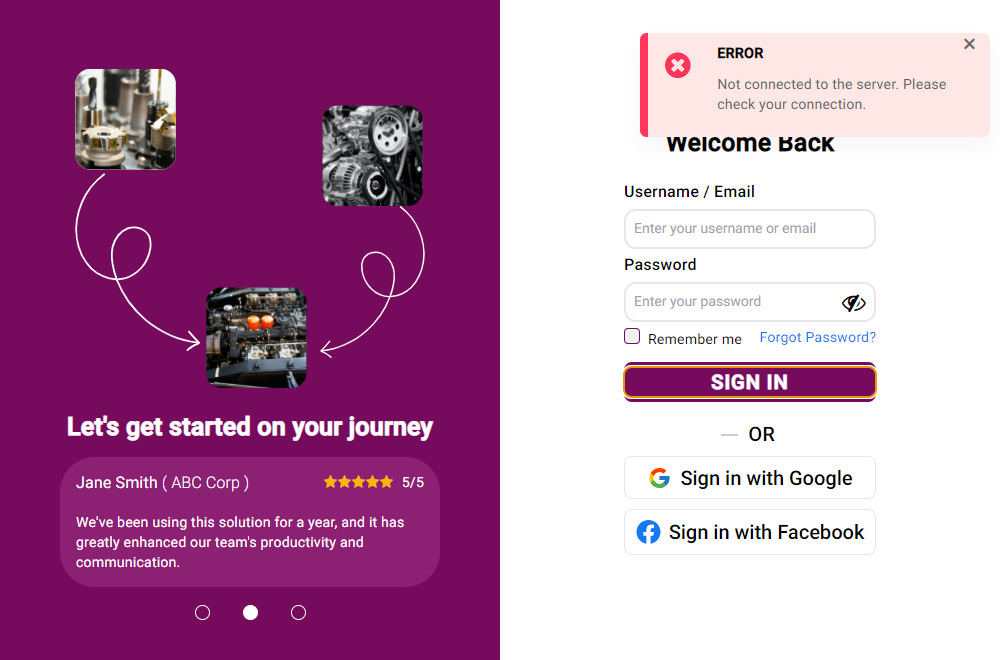 Let's get started on your journey
Jane Smith ( ABC Corp )
5/5
We've been using this solution for a year, and it has
greatly enhanced our team's productivity and
communication.
ERROR
Not connected to the server. Please
check your connection.
Welcome Back
Username / Email
Enter your username or email
Password
Enter your password
Remember me
Forgot Password?
SIGN IN
OR
Sign in with Google
Sign in with Facebook